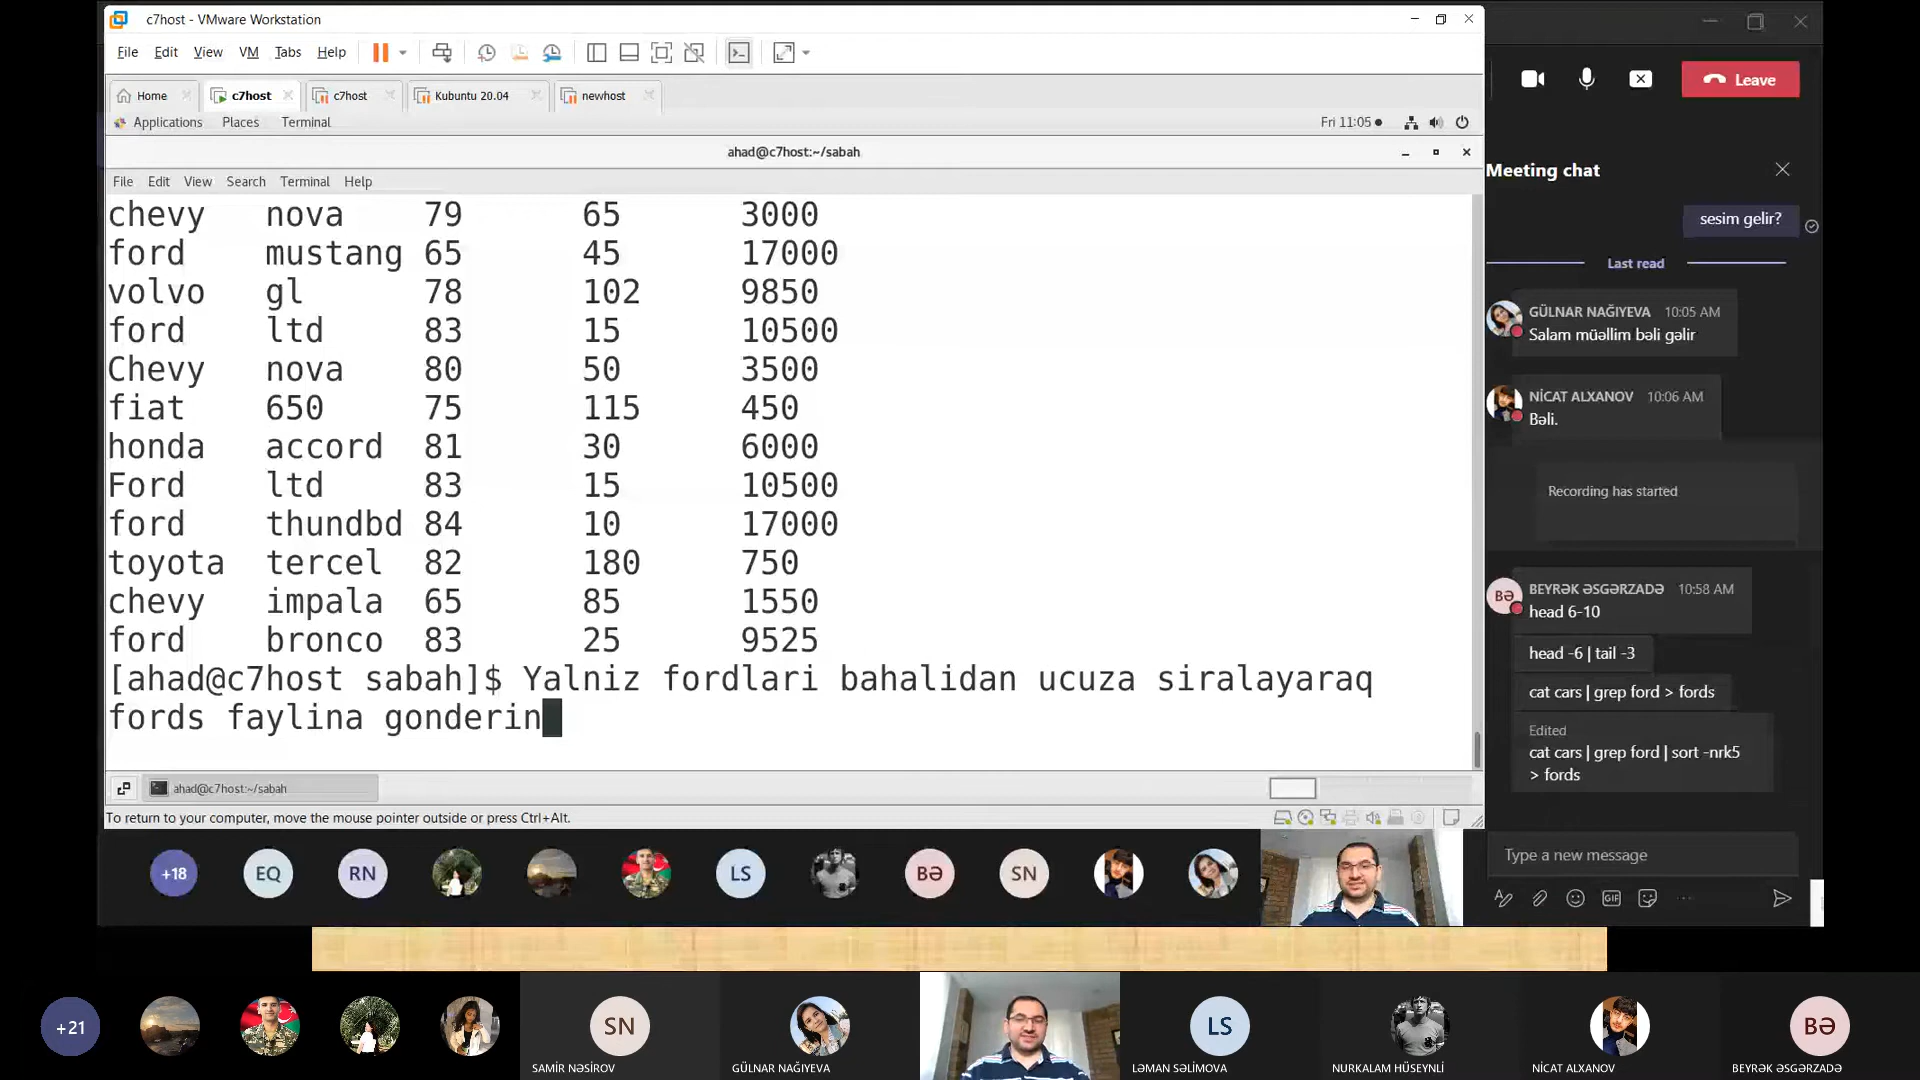 c7host - VMware Workstation
File Edit View VM Tabs Help
Home c7host c7host Kubuntu 20.04 newhost
Applications Places Terminal Fri 11:05
ahad@c7host:~/sabah
File Edit View Search Terminal Help
chevy nova 79 65 3000
ford mustang 65 45 17000
volvo gl 78 102 9850
ford ltd 83 15 10500
Chevy nova 80 50 3500
fiat 650 75 115 450
honda accord 81 30 6000
Ford ltd 83 15 10500
ford thundbd 84 10 17000
toyota tercel 82 180 750
chevy impala 65 85 1550
ford bronco 83 25 9525
[ahad@c7host sabah]$ Yalniz fordlari bahalidan ucuza siralayaraq
fords faylina gonderin
ahad@c7host:~/sabah
To return to your computer, move the mouse pointer outside or press Ctrl+Alt.
Leave
Meeting chat
sesim gelir?
Last read
GÜLNAR NAĞIYEVA 10:05 AM
Salam müəllim bəli gəlir
NİCAT ALXANOV 10:06 AM
Bəli.
Recording has started
BƏ
BEYRƏK ƏSGƏRZADƏ 10:58 AM
head 6-10
head -6 | tail -3
cat cars | grep ford > fords
Edited
cat cars | grep ford | sort -nrk5
> fords
Type a new message
GIF
+18 EQ RN LS BƏ SN
+21 SN LS BƏ
SAMİR NƏSİROV GÜLNAR NAĞIYEVA LƏMAN SƏLİMOVA NURKALAM HÜSEYNLİ NİCAT ALXANOV BEYRƏK ƏSGƏRZADƏ